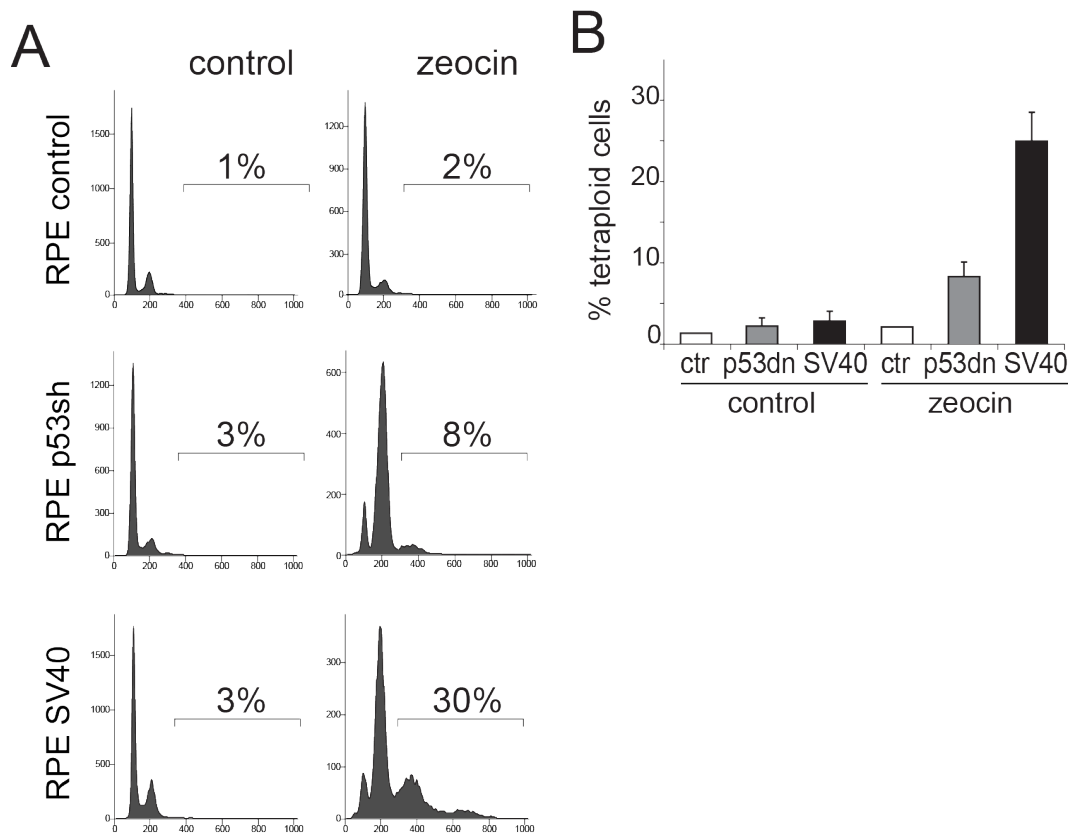 A
B
control
zeocin
RPE control
1%
1500
1000
500
0
0 200 400 600 800 1000
2%
1200
900
600
300
0
0 200 400 600 800 1000
RPE p53sh
3%
1200
900
600
300
0
0 200 400 600 800 1000
8%
600
400
200
0
0 200 400 600 800 1000
RPE SV40
3%
1500
1000
500
0
0 200 400 600 800 1000
30%
300
200
100
0
0 200 400 600 800 1000
% tetraploid cells
30
20
10
0
ctr p53dn SV40 ctr p53dn SV40
control zeocin